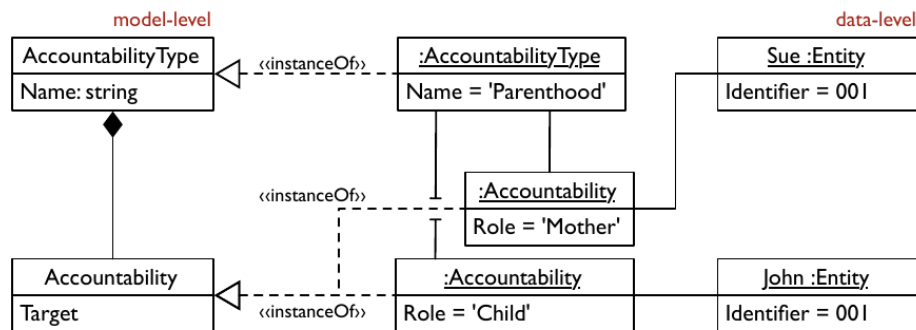 model-level
data-level
AccountabilityType
Name: string
‹‹instanceOf››
:AccountabilityType
Name = 'Parenthood'
Sue :Entity
Identifier = 001
‹‹instanceOf››
:Accountability
Role = 'Mother'
Accountability
Target
‹‹instanceOf››
:Accountability
Role = 'Child'
John :Entity
Identifier = 001